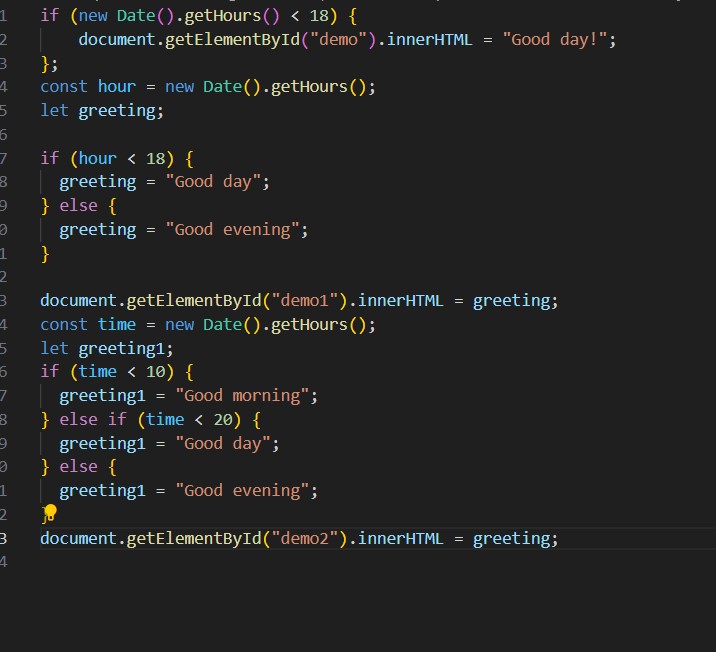 1 if (new Date().getHours() < 18) {
2 document.getElementById("demo").innerHTML = "Good day!";
3 };
4 const hour = new Date().getHours();
5 let greeting;
6
7 if (hour < 18) {
8 greeting = "Good day";
9 } else {
0 greeting = "Good evening";
1 }
2
3 document.getElementById("demo1").innerHTML = greeting;
4 const time = new Date().getHours();
5 let greeting1;
6 if (time < 10) {
7 greeting1 = "Good morning";
8 } else if (time < 20) {
9 greeting1 = "Good day";
0 } else {
1 greeting1 = "Good evening";
2 }
3 document.getElementById("demo2").innerHTML = greeting;
4